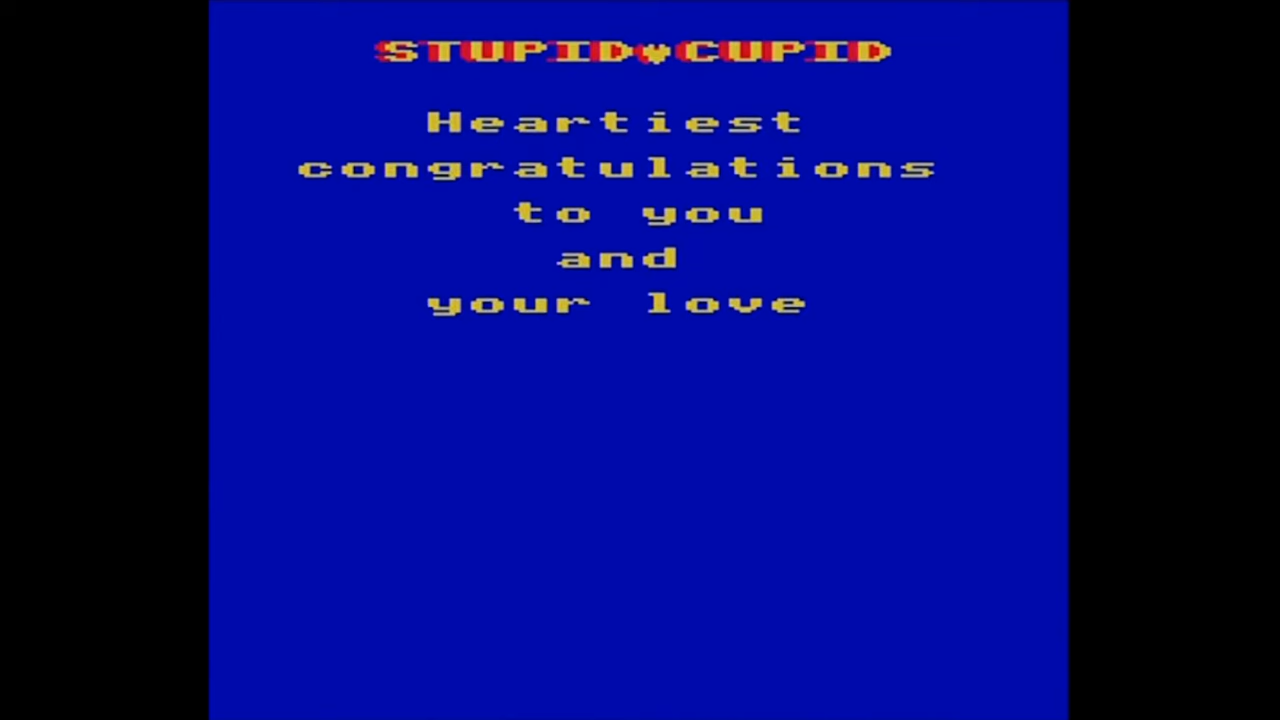 STUPID♥CUPID
Heartiest
congratulations
to you
and
your love